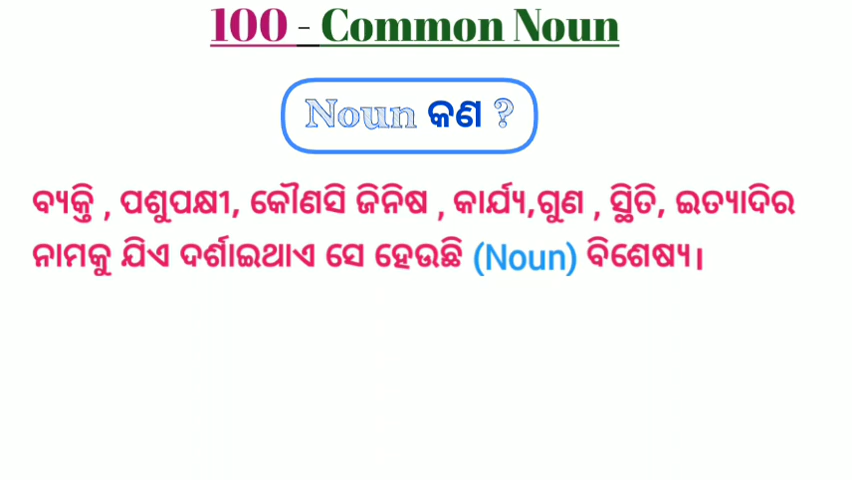 100 - Common Noun
Noun କଣ ?
ବ୍ୟକ୍ତି , ପଶୁପକ୍ଷୀ, କୌଣସି ଜିନିଷ , କାର୍ଯ୍ୟ,ଗୁଣ , ସ୍ଥିତି, ଇତ୍ୟାଦିର
ନାମକୁ ଯିଏ ଦର୍ଶାଇଥାଏ ସେ ହେଉଛି (Noun) ବିଶେଷ୍ୟ।